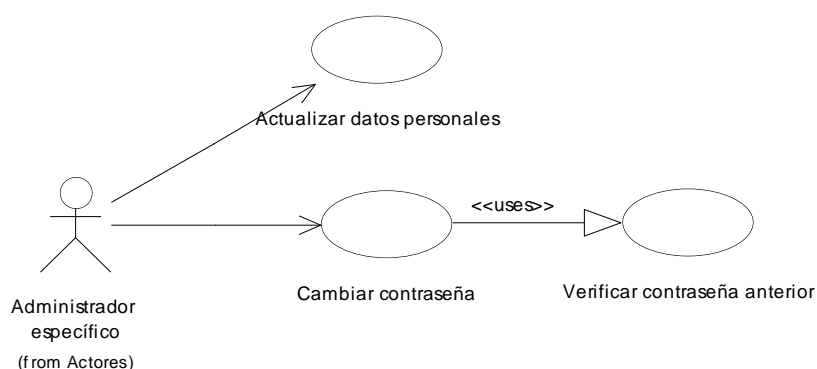 Actualizar datos personales
<<uses>>
Cambiar contraseña
Verificar contraseña anterior
Administrador
específico
(from Actores)